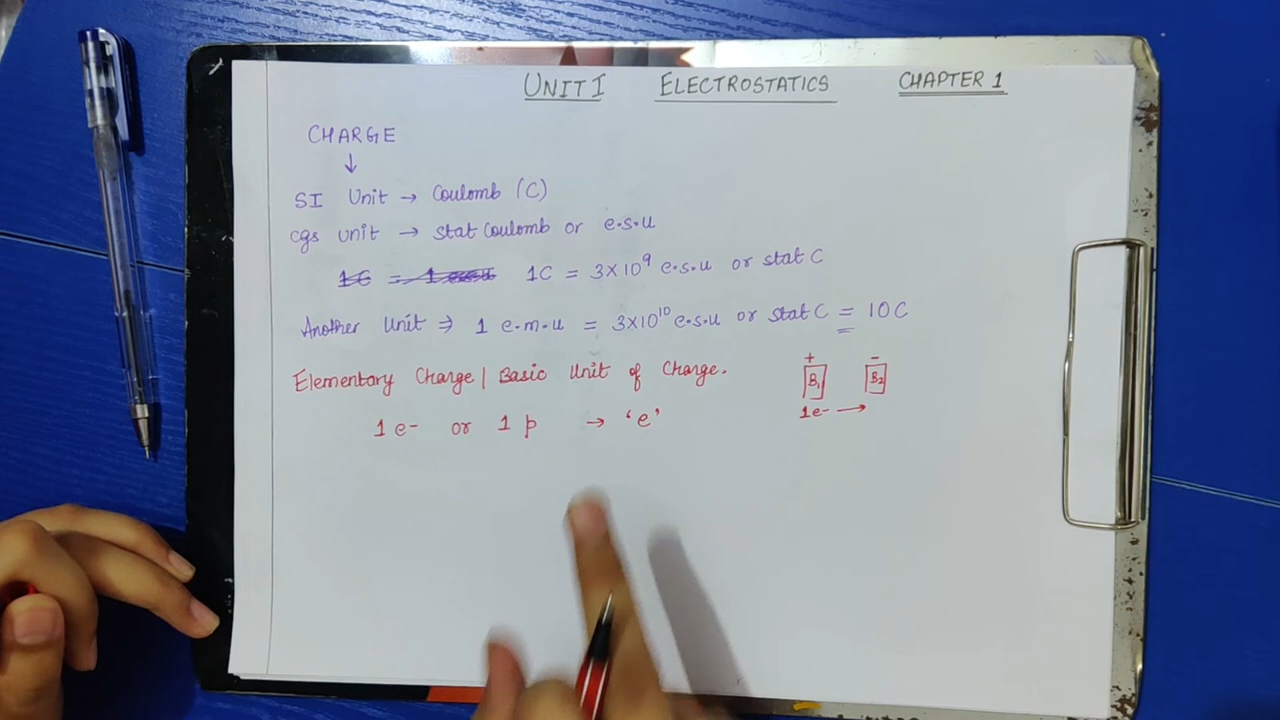 UNIT I ELECTROSTATICS CHAPTER 1
CHARGE
↓
SI Unit → Coulomb (C)
cgs unit → stat Coulomb or e.s.u
1C = 3×10⁹ e.s.u or stat C
Another Unit ⇒ 1 e.m.u = 3×10¹⁰ e.s.u or stat C = 10C
Elementary Charge | Basic Unit of Charge.
+ -
B₁ B₂
1e- →
1 e- or 1 p → 'e'